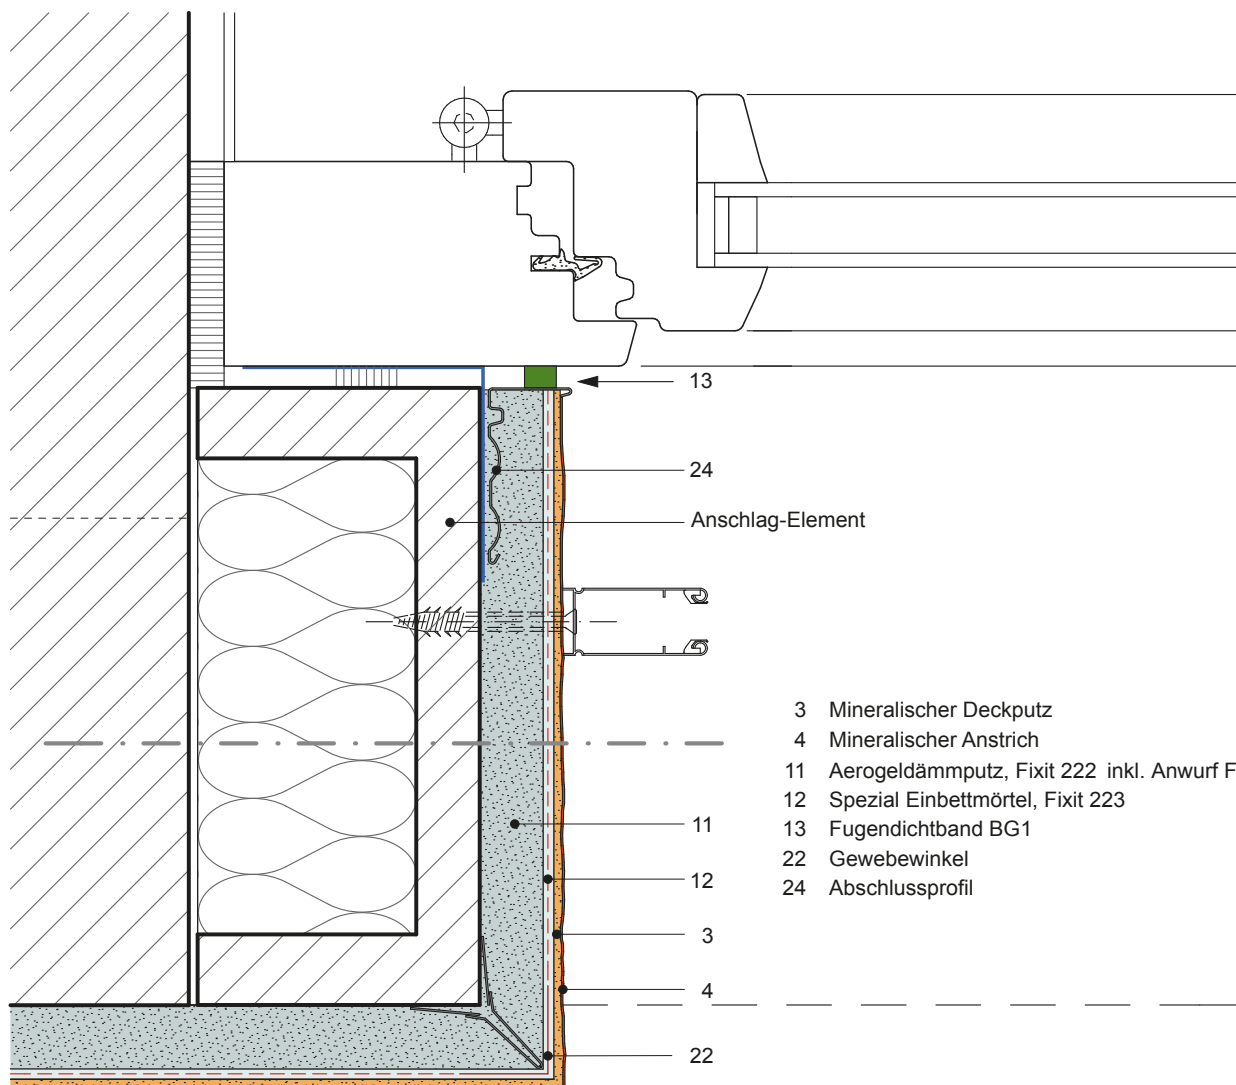 13
24
Anschlag-Element
3 Mineralischer Deckputz
4 Mineralischer Anstrich
11 Aerogeldämmputz, Fixit 222 inkl. Anwurf F
12 Spezial Einbettmörtel, Fixit 223
13 Fugendichtband BG1
22 Gewebewinkel
24 Abschlussprofil
11
12
3
4
22